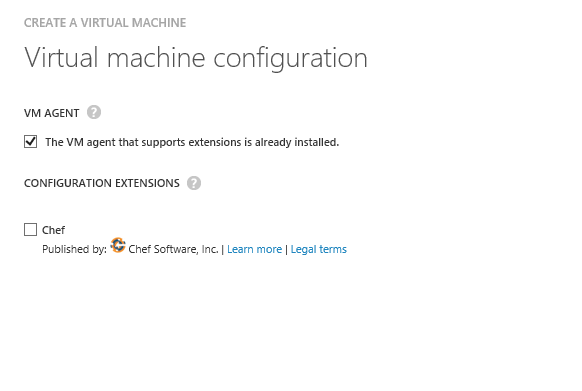 CREATE A VIRTUAL MACHINE
Virtual machine configuration
VM AGENT ?
The VM agent that supports extensions is already installed.
CONFIGURATION EXTENSIONS ?
Chef
Published by: Chef Software, Inc. | Learn more | Legal terms